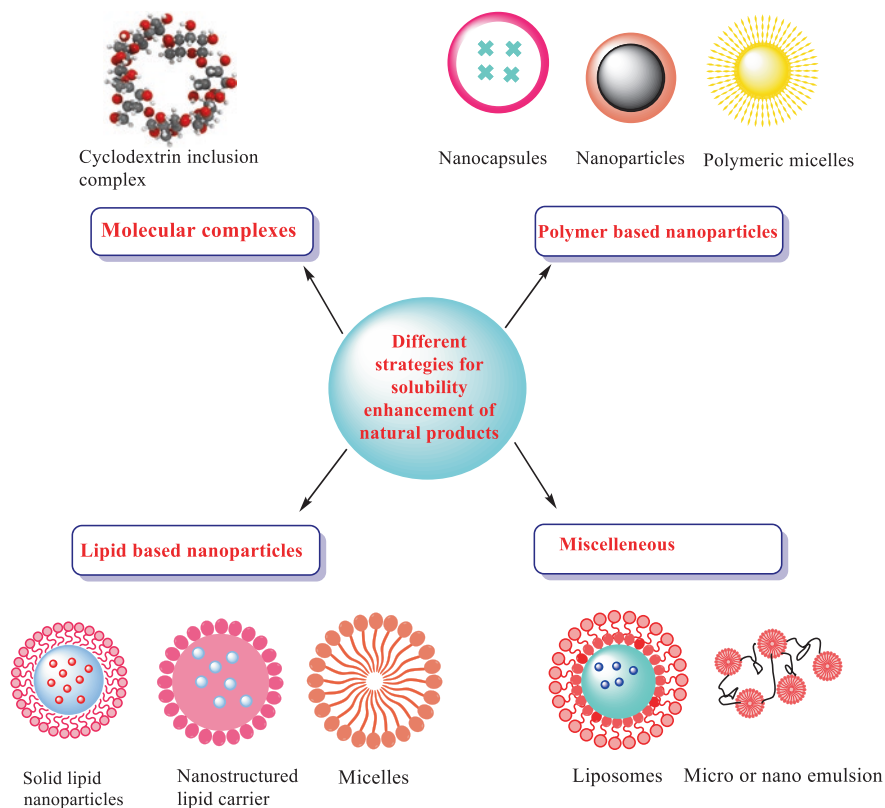 Cyclodextrin inclusion
complex
Nanocapsules
Nanoparticles
Polymeric micelles
Molecular complexes
Polymer based nanoparticles
Different
strategies for
solubility
enhancement of
natural products
Lipid based nanoparticles
Miscelleneous
Solid lipid
nanoparticles
Nanostructured
lipid carrier
Micelles
Liposomes
Micro or nano emulsion